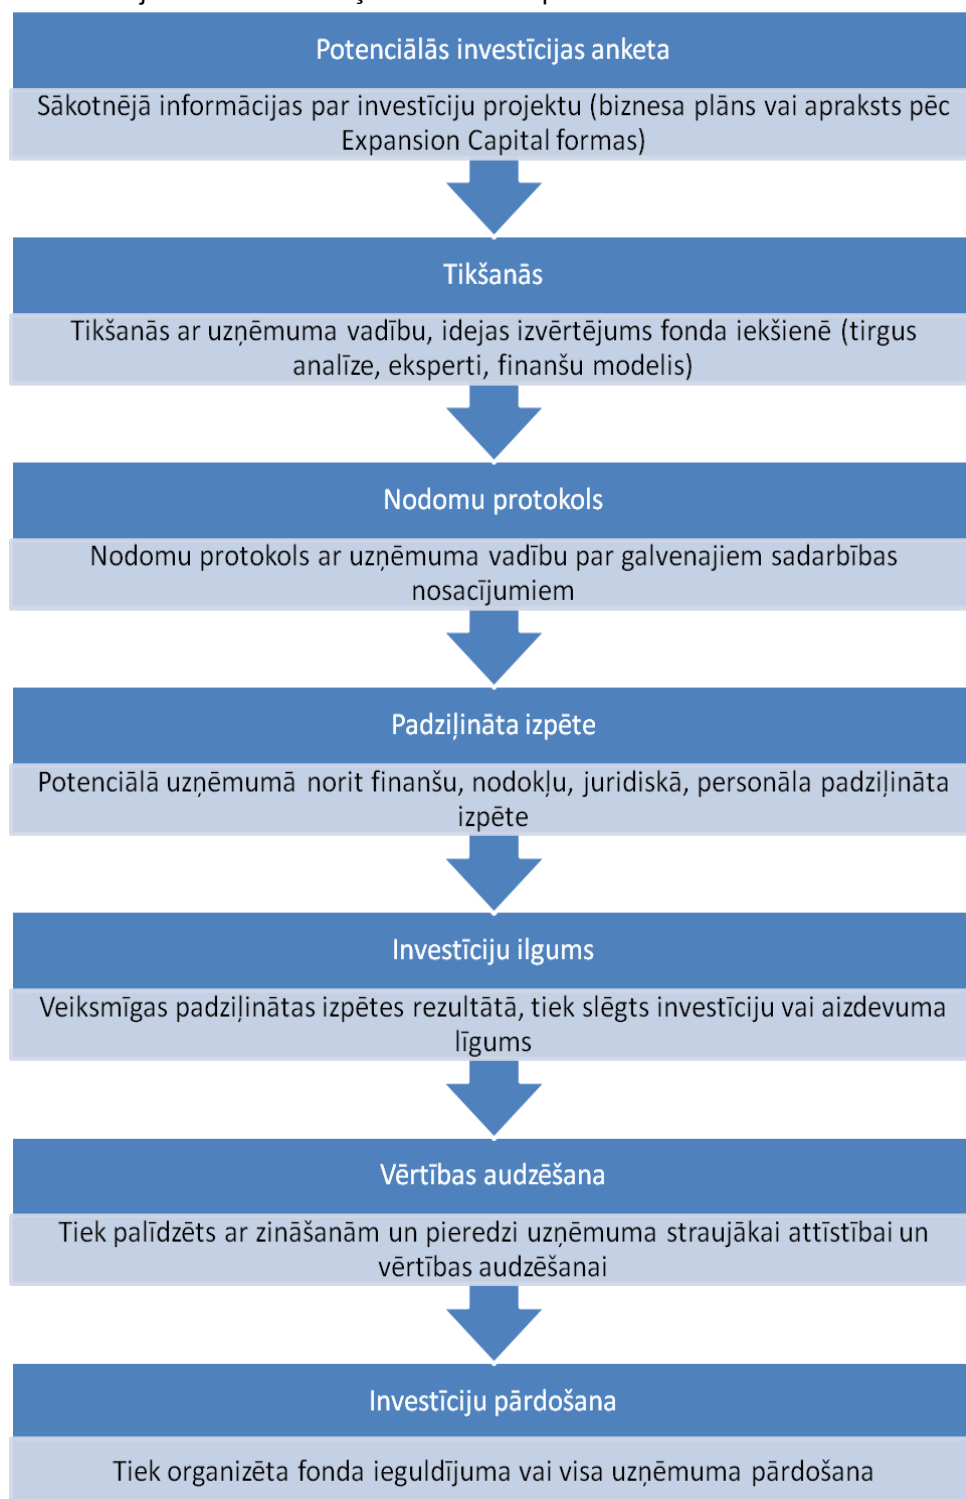 Potenciālās investīcijas anketa
Sākotnējā informācijas par investīciju projektu (biznesa plāns vai apraksts pēc
Expansion Capital formas)
Tikšanās
Tikšanās ar uzņēmuma vadību, idejas izvērtējums fonda iekšienē (tirgus
analīze, eksperti, finanšu modelis)
Nodomu protokols
Nodomu protokols ar uzņēmuma vadību par galvenajiem sadarbības
nosacījumiem
Padziļināta izpēte
Potenciālā uzņēmumā norit finanšu, nodokļu, juridiskā, personāla padziļināta
izpēte
Investīciju ilgums
Veiksmīgas padziļinātas izpētes rezultātā, tiek slēgts investīciju vai aizdevuma
līgums
Vērtības audzēšana
Tiek palīdzēts ar zināšanām un pieredzi uzņēmuma straujākai attīstībai un
vērtības audzēšanai
Investīciju pārdošana
Tiek organizēta fonda ieguldījuma vai visa uzņēmuma pārdošana